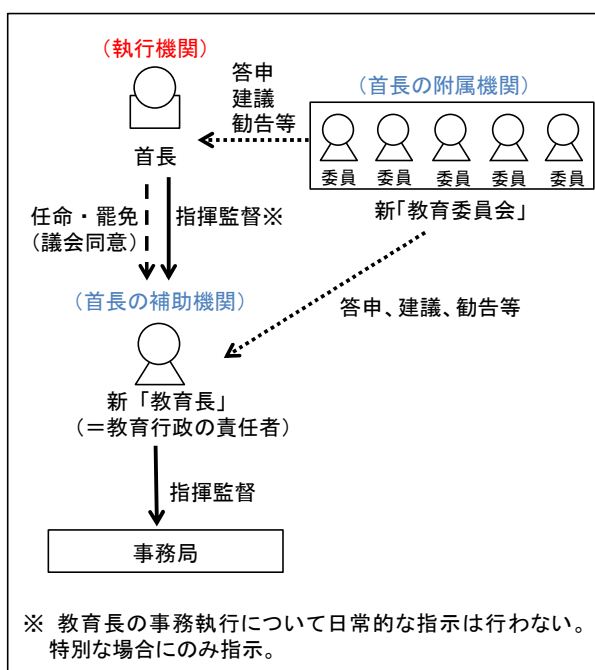 （執行機関）
首長
答申
建議
勧告等
（首長の附属機関）
委員 委員 委員 委員 委員
新「教育委員会」
任命・罷免
（議会同意）
指揮監督※
（首長の補助機関）
答申、建議、勧告等
新「教育長」
（＝教育行政の責任者）
指揮監督
事務局
※ 教育長の事務執行について日常的な指示は行わない。
特別な場合にのみ指示。